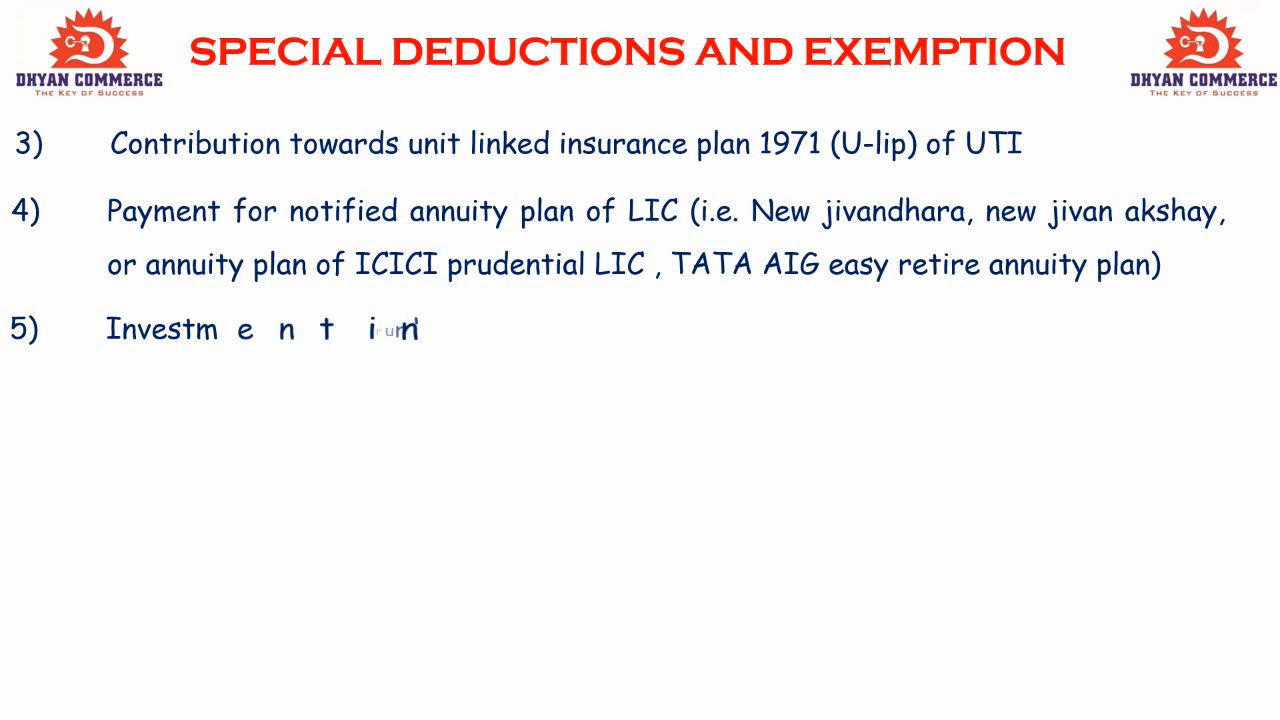 DHYAN COMMERCE
THE KEY OF SUCCESS
SPECIAL DEDUCTIONS AND EXEMPTION
DHYAN COMMERCE
THE KEY OF SUCCESS
3) Contribution towards unit linked insurance plan 1971 (U-lip) of UTI
4) Payment for notified annuity plan of LIC (i.e. New jivandhara, new jivan akshay,
or annuity plan of ICICI prudential LIC , TATA AIG easy retire annuity plan)
5) Investment in